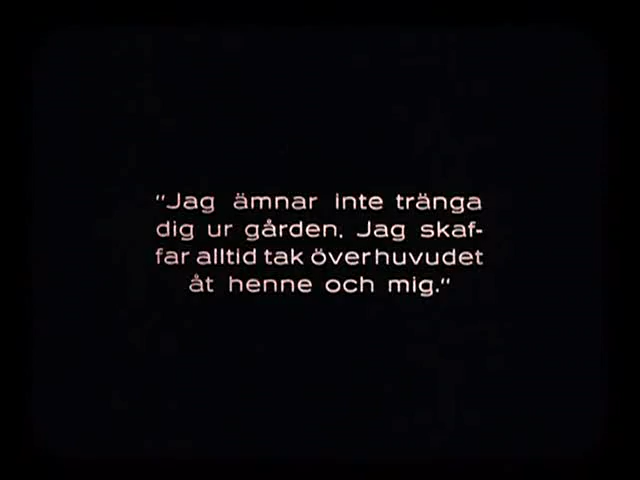 "Jag ämnar inte tränga
dig ur gården. Jag skaf-
far alltid tak över huvudet
åt henne och mig."